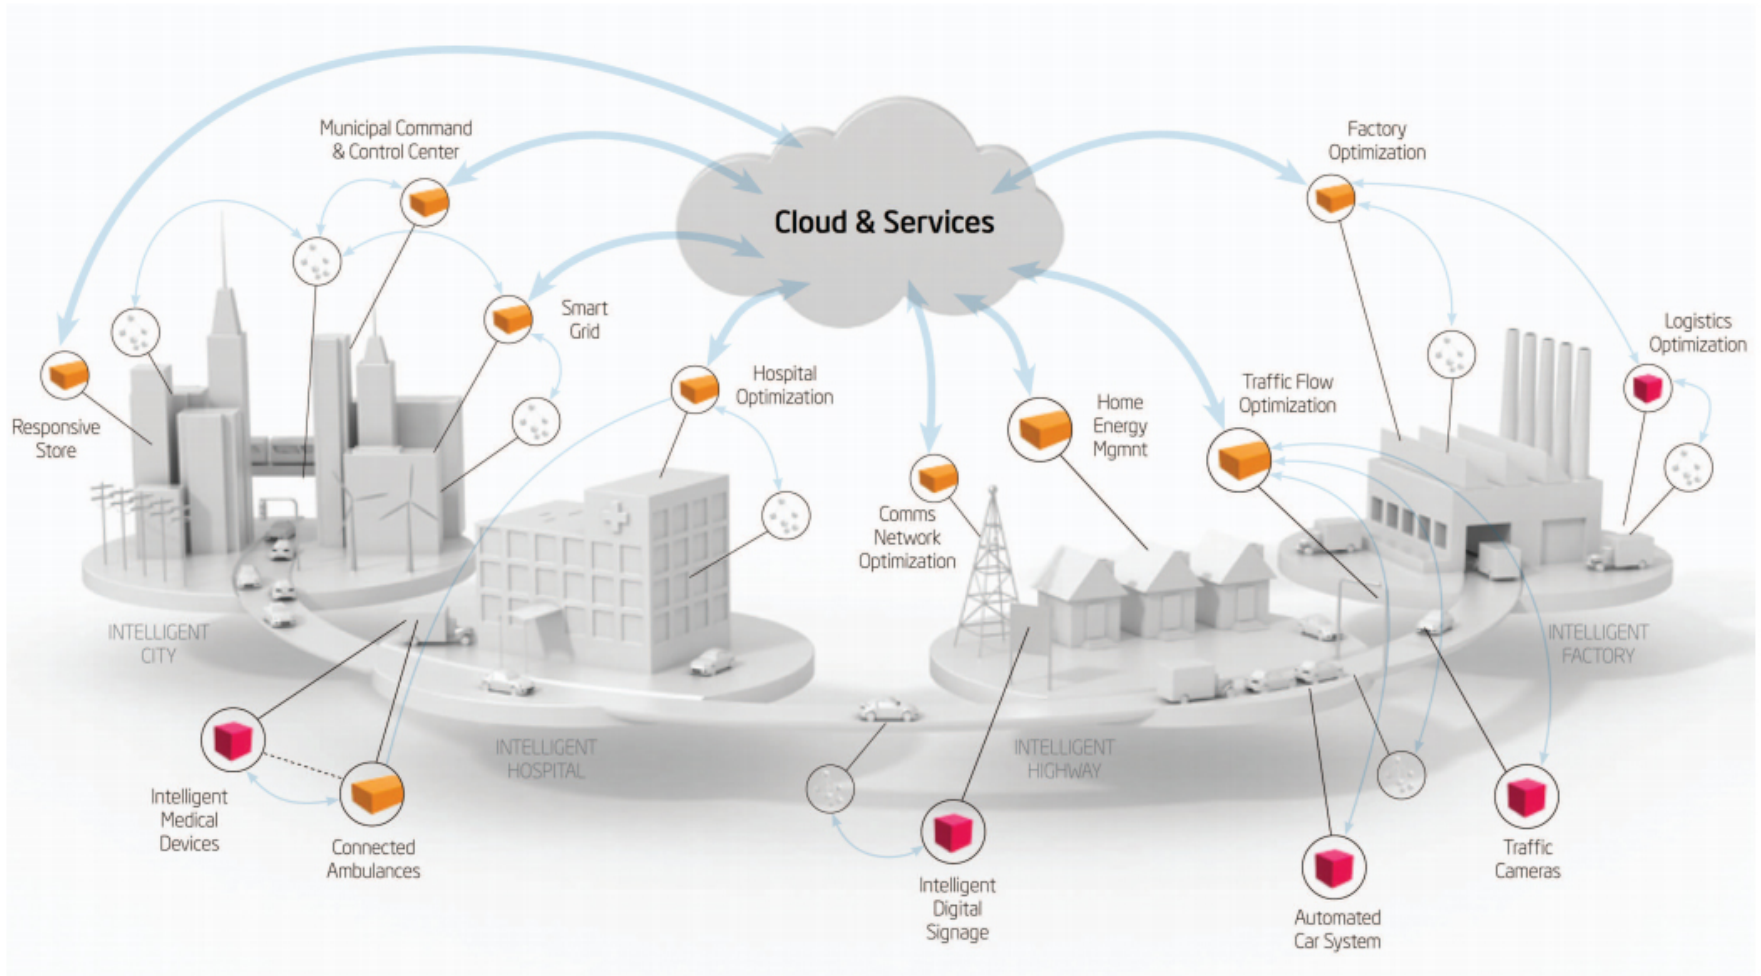 Municipal Command
& Control Center
Factory
Optimization
Cloud & Services
Smart
Grid
Logistics
Optimization
Hospital
Optimization
Traffic Flow
Optimization
Home
Energy
Mgmnt
Responsive
Store
Comms
Network
Optimization
INTELLIGENT
CITY
INTELLIGENT
FACTORY
INTELLIGENT
HOSPITAL
INTELLIGENT
HIGHWAY
Intelligent
Medical
Devices
Connected
Ambulances
Intelligent
Digital
Signage
Traffic
Cameras
Automated
Car System